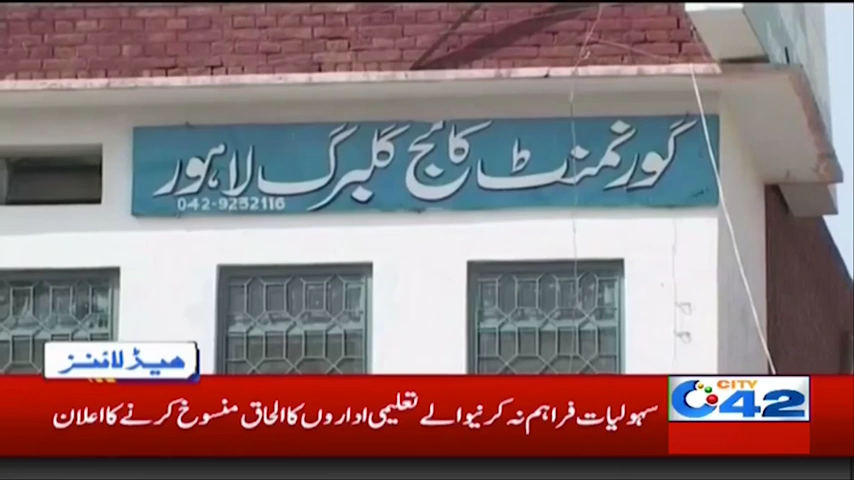 گورنمنٹ کالج گلبرگ لاہور
042-9252116
ہیڈلائنز
سہولیات فراہم نہ کرنیوالے تعلیمی اداروں کا الحاق منسوخ کرنے کا اعلان
CITY
42